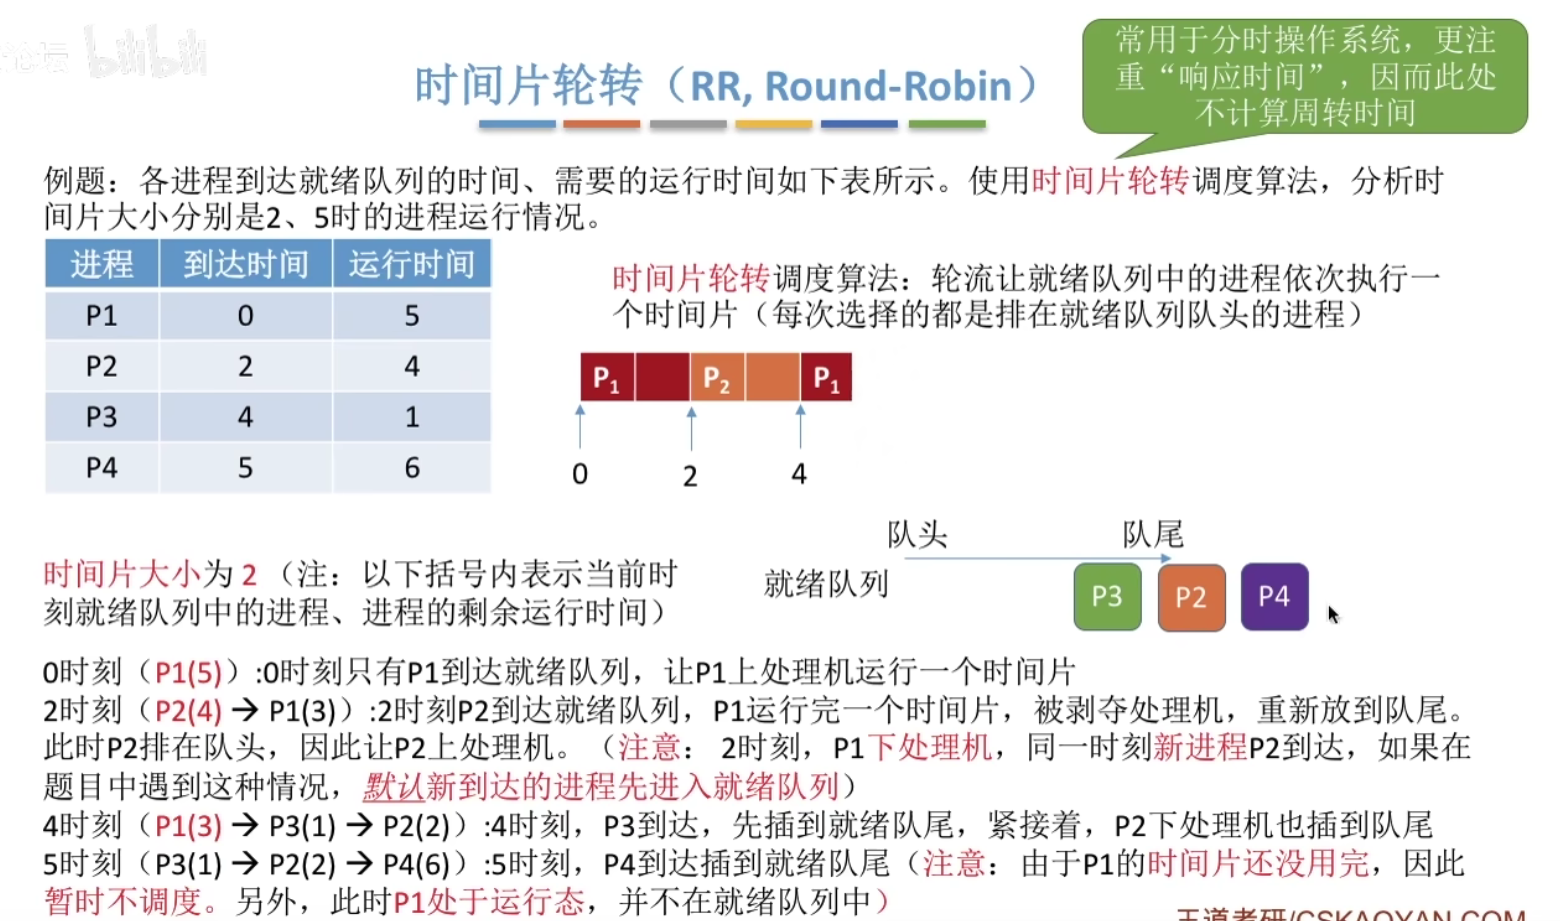 论坛 bilibili
常用于分时操作系统，更注
重“响应时间”，因而此处
不计算周转时间
时间片轮转（RR, Round-Robin）
例题：各进程到达就绪队列的时间、需要的运行时间如下表所示。使用时间片轮转调度算法，分析时
间片大小分别是2、5时的进程运行情况。
进程 到达时间 运行时间
P1 0 5
P2 2 4
P3 4 1
P4 5 6
时间片轮转调度算法：轮流让就绪队列中的进程依次执行一
个时间片（每次选择的都是排在就绪队列队头的进程）
P1 P2 P1
0 2 4
队头 队尾
就绪队列 P3 P2 P4
时间片大小为 2（注：以下括号内表示当前时
刻就绪队列中的进程、进程的剩余运行时间）
0时刻（P1(5)）:0时刻只有P1到达就绪队列，让P1上处理机运行一个时间片
2时刻（P2(4) → P1(3)）:2时刻P2到达就绪队列，P1运行完一个时间片，被剥夺处理机，重新放到队尾。
此时P2排在队头，因此让P2上处理机。（注意： 2时刻，P1下处理机，同一时刻新进程P2到达，如果在
题目中遇到这种情况，默认新到达的进程先进入就绪队列）
4时刻（P1(3) → P3(1) → P2(2)）:4时刻，P3到达，先插到就绪队尾，紧接着，P2下处理机也插到队尾
5时刻（P3(1) → P2(2) → P4(6)）:5时刻，P4到达插到就绪队尾（注意：由于P1的时间片还没用完，因此
暂时不调度。另外，此时P1处于运行态，并不在就绪队列中）
王道考研/CSKAOYAN.COM